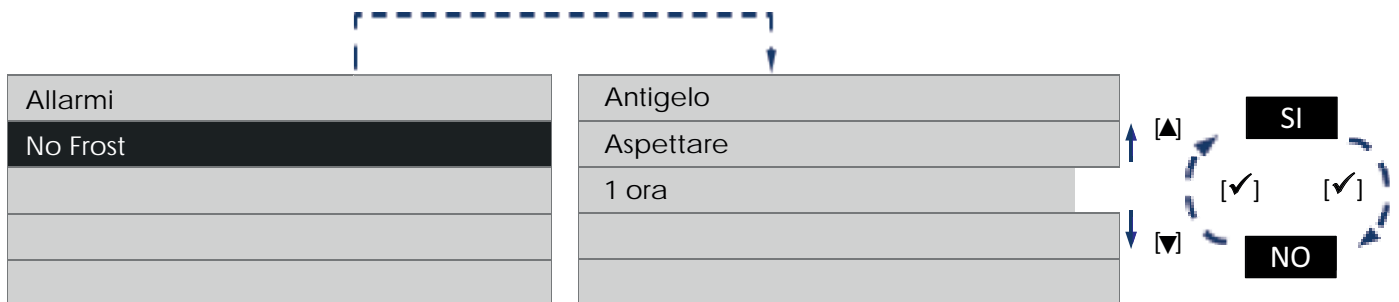 Allarmi
No Frost
Antigelo
Aspettare
1 ora
[▲]
[▼]
SI
[✓]
[✓]
NO